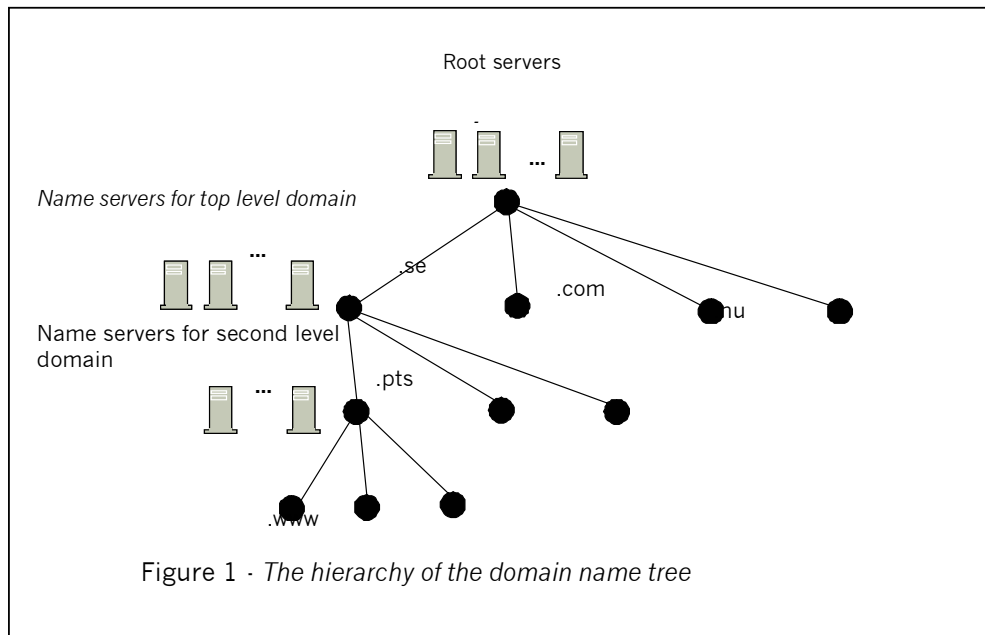 Root servers
...
Name servers for top level domain
...
.se
.com
nu
Name servers for second level
domain
.pts
...
.www
Figure 1 - The hierarchy of the domain name tree